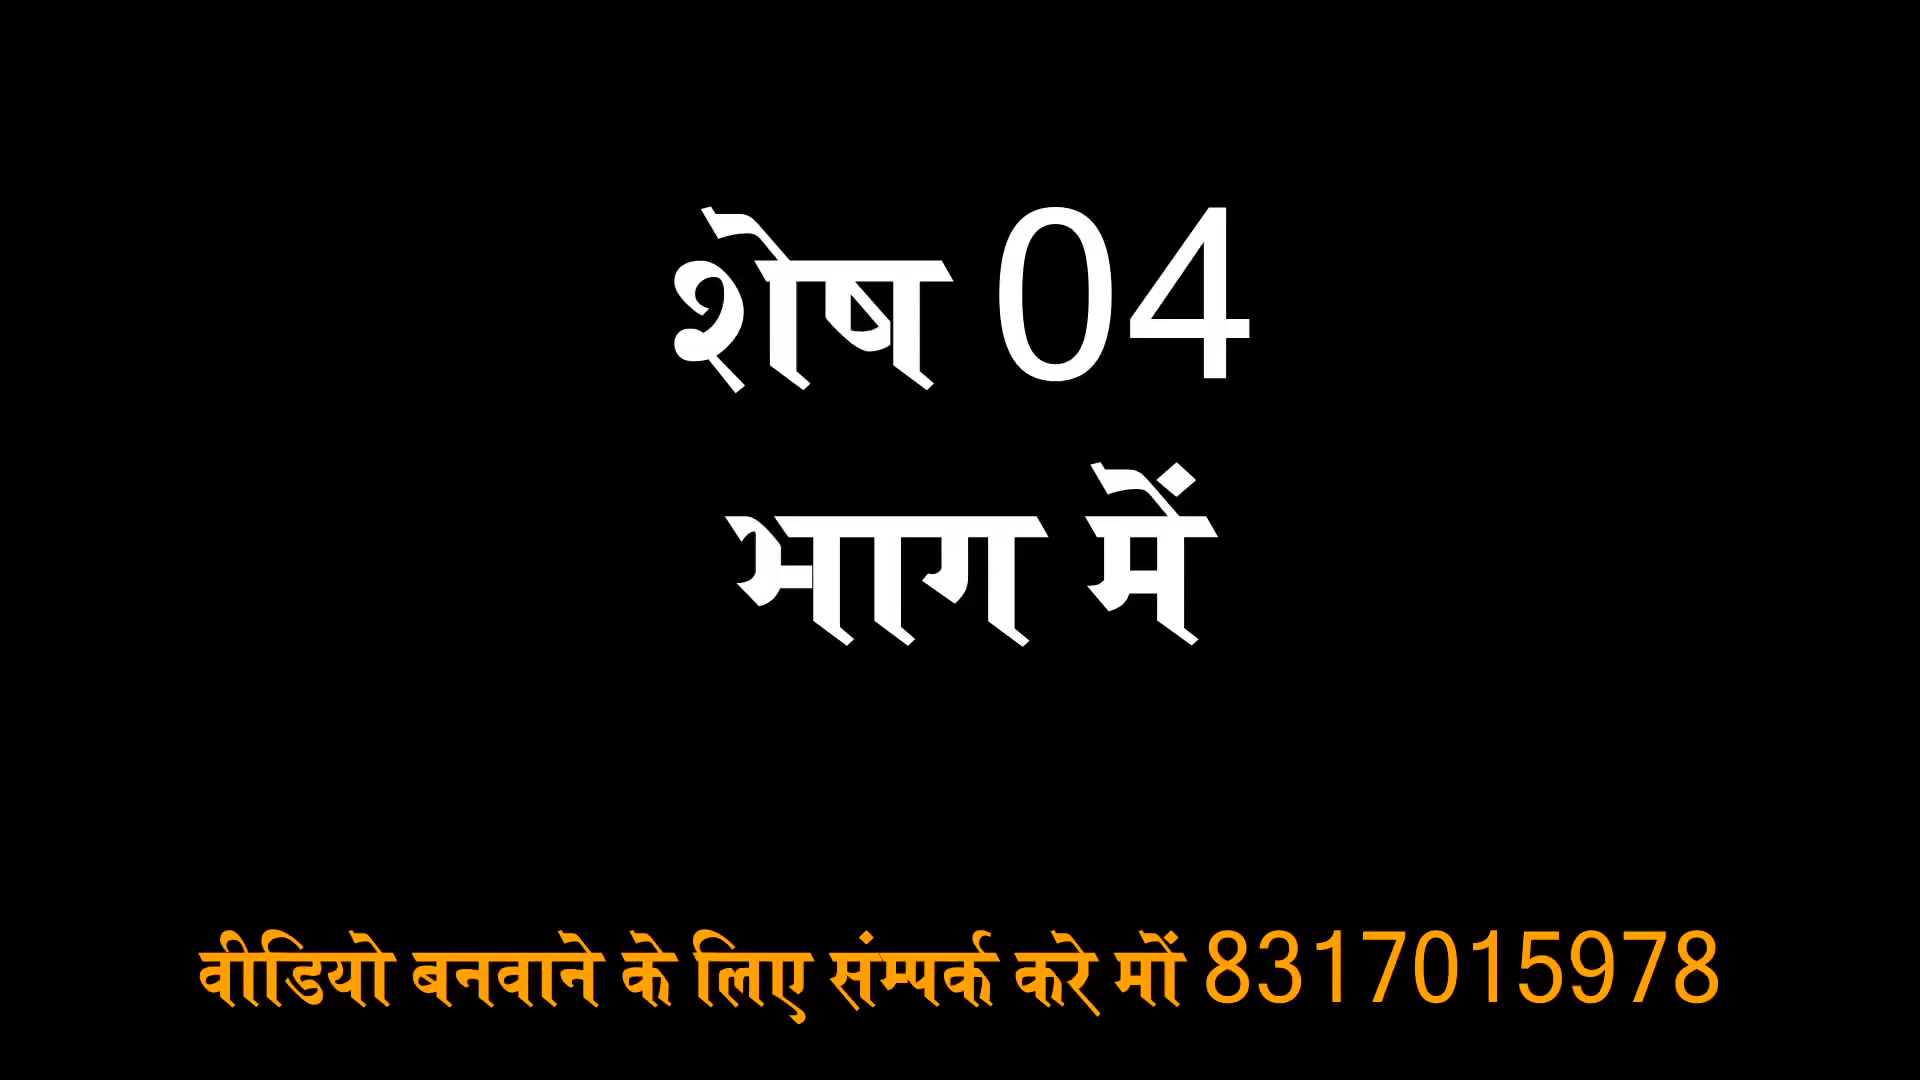 शेष 04
भाग में
वीडियो बनवाने के लिए संम्पर्क करे मों 8317015978